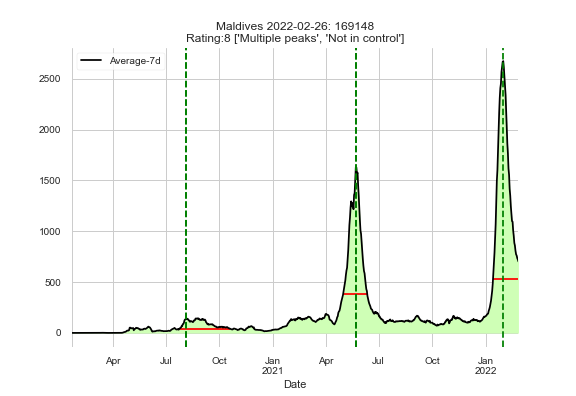 Maldives 2022-02-26: 169148
Rating:8 ['Multiple peaks', 'Not in control']
Average-7d
2500
2000
1500
1000
500
0
Apr Jul Oct Jan Apr Jul Oct Jan
2021 2022
Date